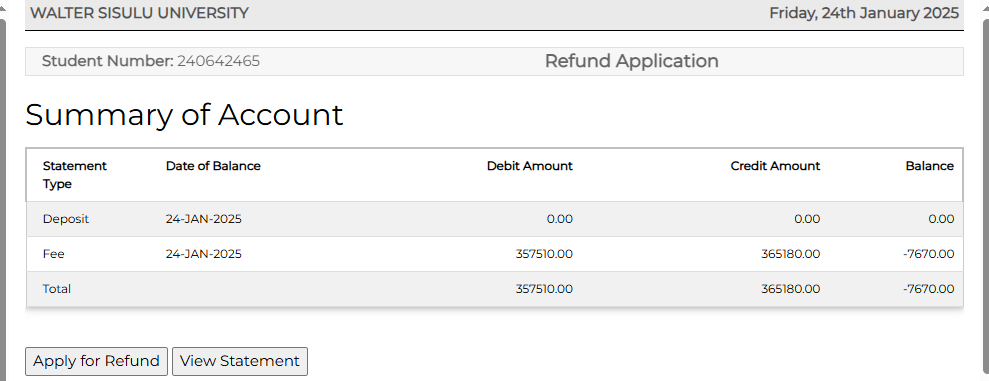 WALTER SISULU UNIVERSITY Friday, 24th January 2025
Student Number: 240642465 Refund Application
Summary of Account
Statement Type Date of Balance Debit Amount Credit Amount Balance
Deposit 24-JAN-2025 0.00 0.00 0.00
Fee 24-JAN-2025 357510.00 365180.00 -7670.00
Total 357510.00 365180.00 -7670.00
Apply for Refund View Statement